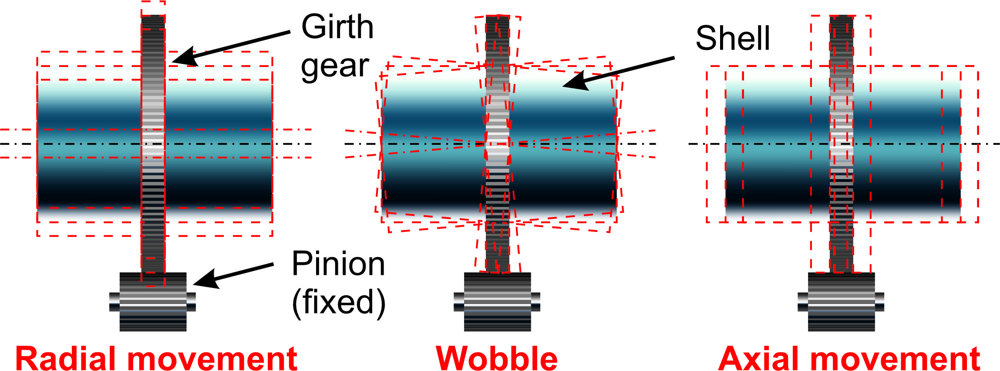 Girth
gear
Shell
Pinion
(fixed)
Radial movement
Wobble
Axial movement